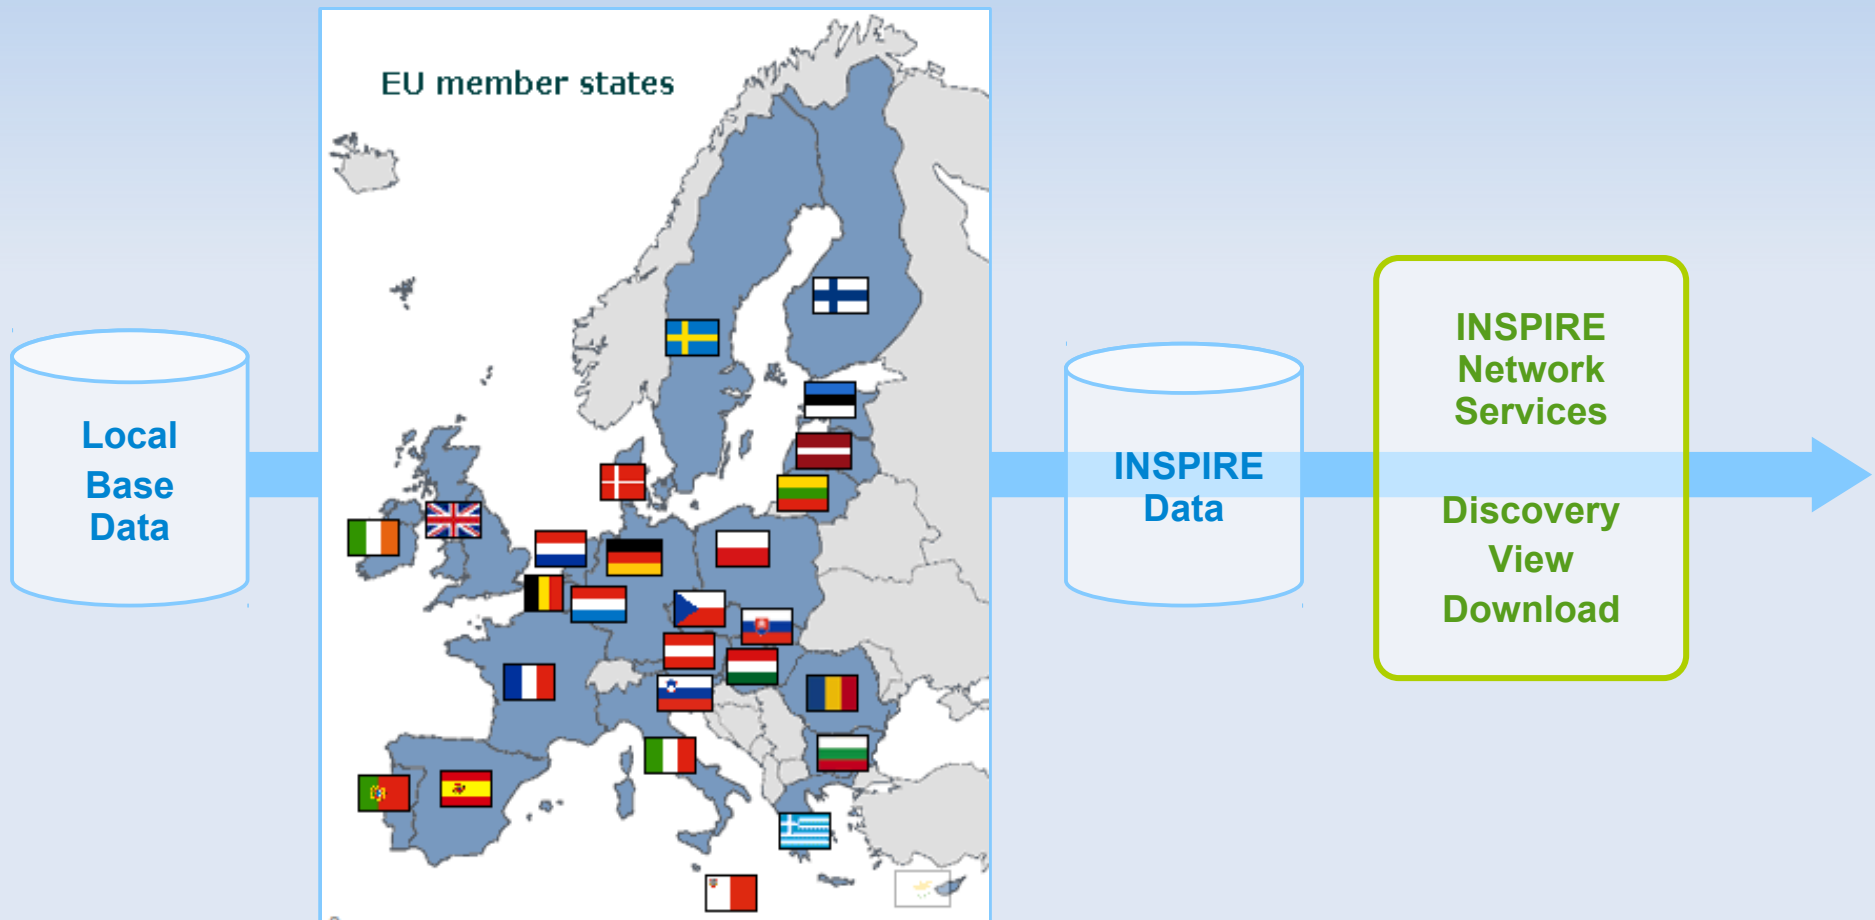 EU member states
Local
Base
Data
INSPIRE
Data
INSPIRE
Network
Services
Discovery
View
Download